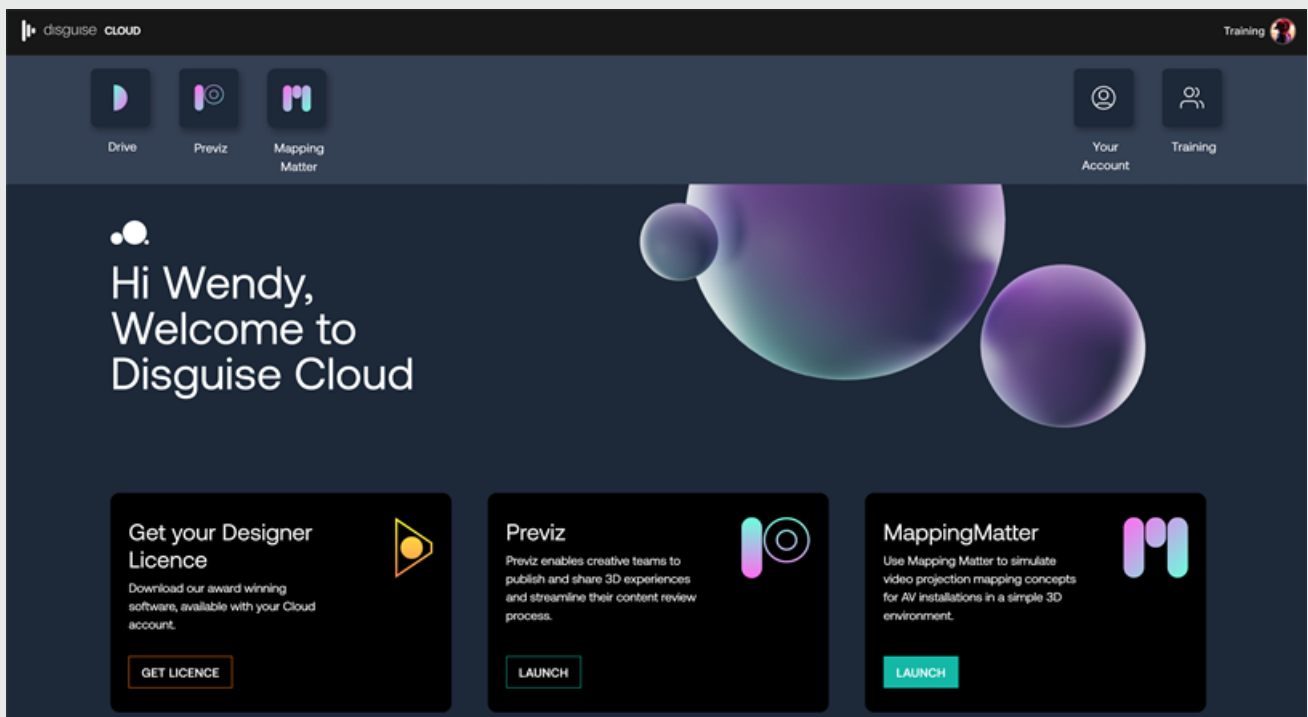 disguise CLOUD
Training
Drive
Previz
Mapping
Matter
Your
Account
Training
Hi Wendy,
Welcome to
Disguise Cloud
Get your Designer
Licence
Download our award winning
software, available with your Cloud
account.
GET LICENCE
Previz
Previz enables creative teams to
publish and share 3D experiences
and streamline their content review
process.
LAUNCH
MappingMatter
Use Mapping Matter to simulate
video projection mapping concepts
for AV installations in a simple 3D
environment.
LAUNCH